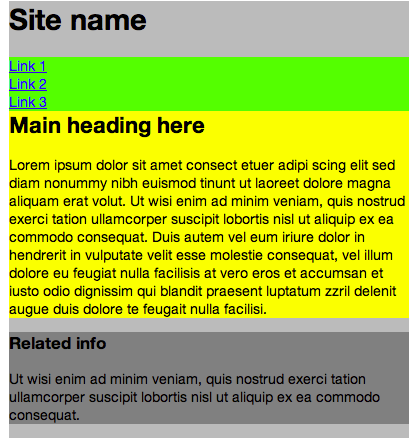 Site name
Link 1
Link 2
Link 3
Main heading here
Lorem ipsum dolor sit amet consect etuer adipi scing elit sed
diam nonummy nibh euismod tinunt ut laoreet dolore magna
aliquam erat volut. Ut wisi enim ad minim veniam, quis nostrud
exerci tation ullamcorper suscipit lobortis nisl ut aliquip ex ea
commodo consequat. Duis autem vel eum iriure dolor in
hendrerit in vulputate velit esse molestie consequat, vel illum
dolore eu feugiat nulla facilisis at vero eros et accumsan et
iusto odio dignissim qui blandit praesent luptatum zzril delenit
augue duis dolore te feugait nulla facilisi.
Related info
Ut wisi enim ad minim veniam, quis nostrud exerci tation
ullamcorper suscipit lobortis nisl ut aliquip ex ea commodo
consequat.